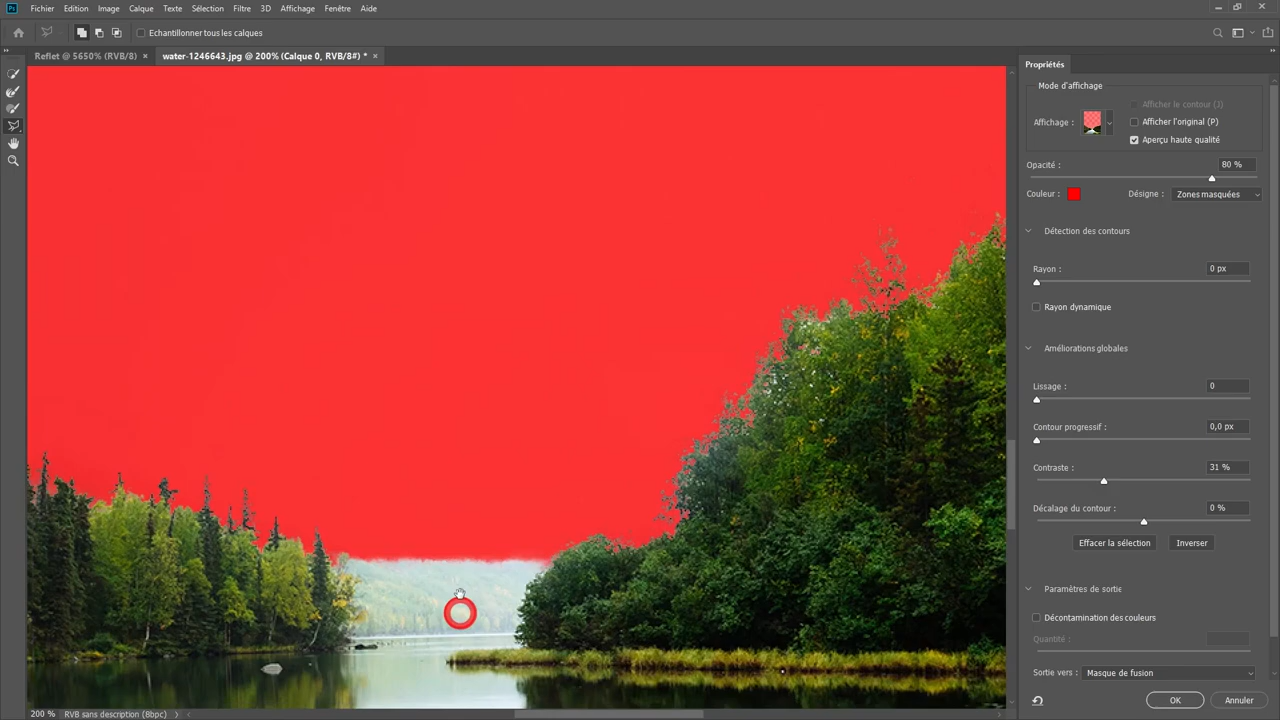 Ps Fichier Edition Image Calque Texte Sélection Filtre 3D Affichage Fenêtre Aide
Echantillonner tous les calques
Reflet @ 5650% (RVB/8) × water-1246643.jpg @ 200% (Calque 0, RVB/8#) * ×
Propriétés
Mode d'affichage
Afficher le contour (J)
Affichage : Afficher l'original (P)
Aperçu haute qualité
Opacité : 80 %
Couleur : Désigne : Zones masquées
Détection des contours
Rayon : 0 px
Rayon dynamique
Améliorations globales
Lissage : 0
Contour progressif : 0,0 px
Contraste : 31 %
Décalage du contour : 0 %
Effacer la sélection Inverser
Paramètres de sortie
Décontamination des couleurs
Quantité :
Sortie vers : Masque de fusion
OK Annuler
200 % RVB sans description (8bpc)